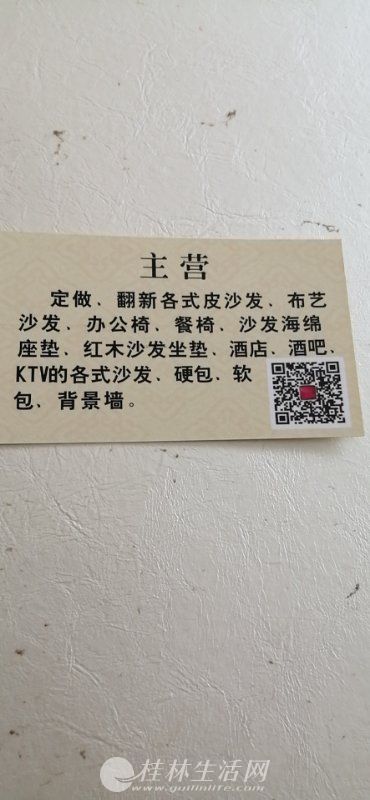 主营
定做、翻新各式皮沙发、布艺
沙发、办公椅、餐椅、沙发海绵
座垫、红木沙发坐垫、酒店、酒吧、
KTV的各式沙发、硬包、软
包、背景墙。
桂林生活网
www.guilinlife.com